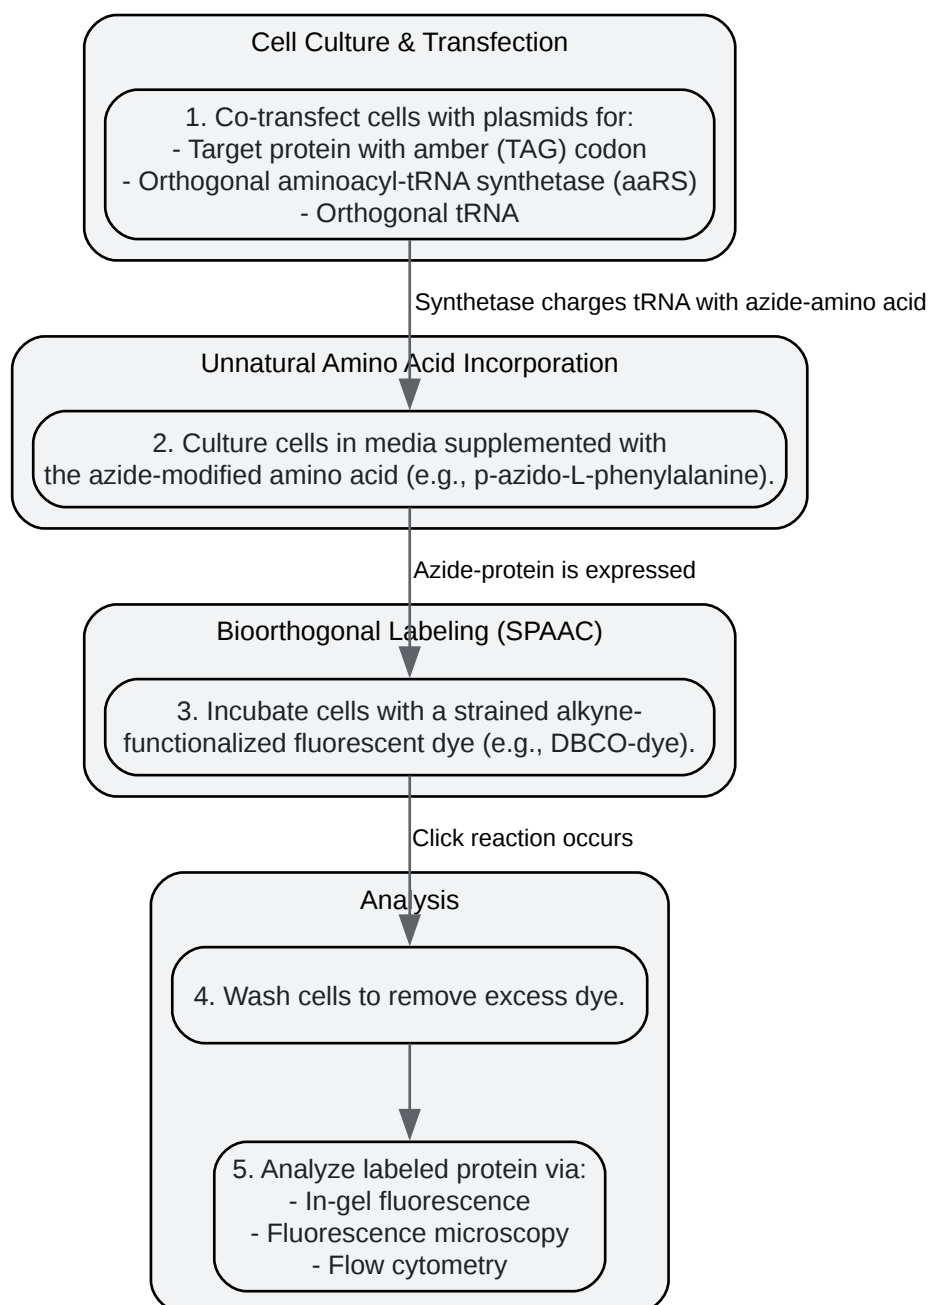 Cell Culture & Transfection
1. Co-transfect cells with plasmids for:
- Target protein with amber (TAG) codon
- Orthogonal aminoacyl-tRNA synthetase (aaRS)
- Orthogonal tRNA
Synthetase charges tRNA with azide-amino acid
Unnatural Amino Acid Incorporation
2. Culture cells in media supplemented with
the azide-modified amino acid (e.g., p-azido-L-phenylalanine).
Azide-protein is expressed
Bioorthogonal Labeling (SPAAC)
3. Incubate cells with a strained alkyne-
functionalized fluorescent dye (e.g., DBCO-dye).
Click reaction occurs
Analysis
4. Wash cells to remove excess dye.
5. Analyze labeled protein via:
- In-gel fluorescence
- Fluorescence microscopy
- Flow cytometry